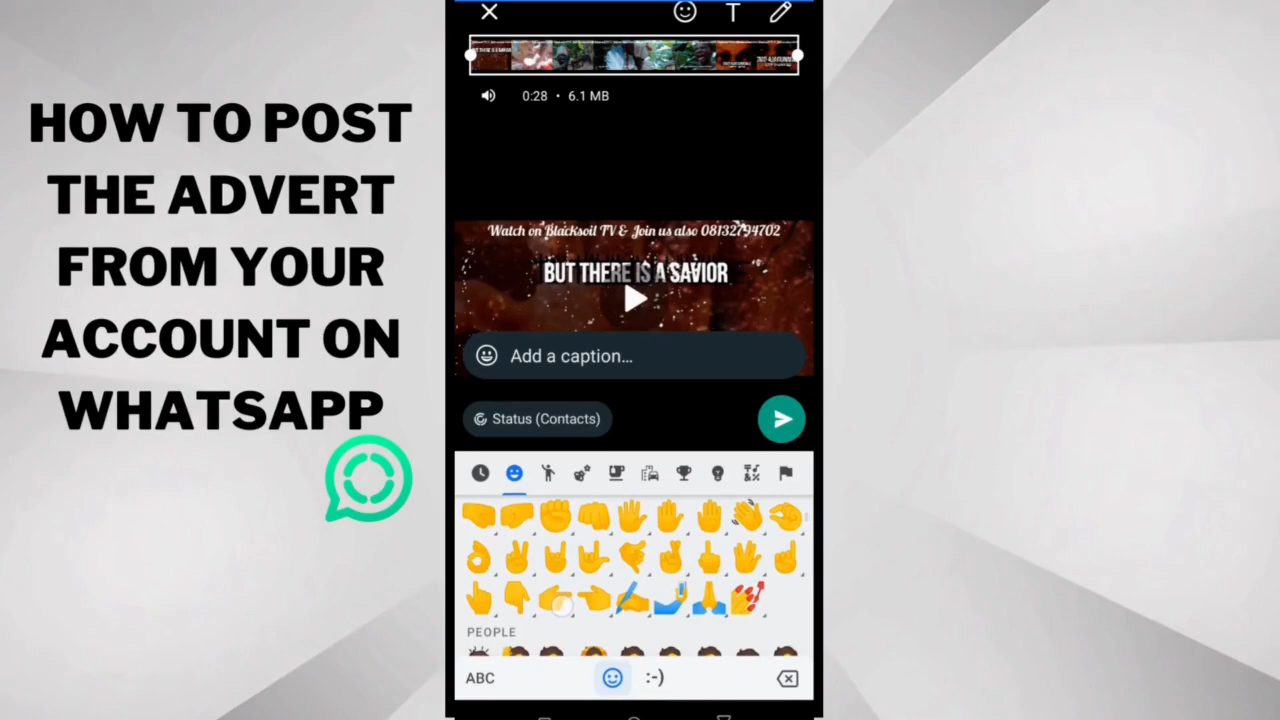 HOW TO POST
THE ADVERT
FROM YOUR
ACCOUNT ON
WHATSAPP
T
0:28 • 6.1 MB
Watch on Blacksoil TV & Join us also 08132794702
BUT THERE IS A SAVIOR
Add a caption...
Status (Contacts)
PEOPLE
ABC
:-)